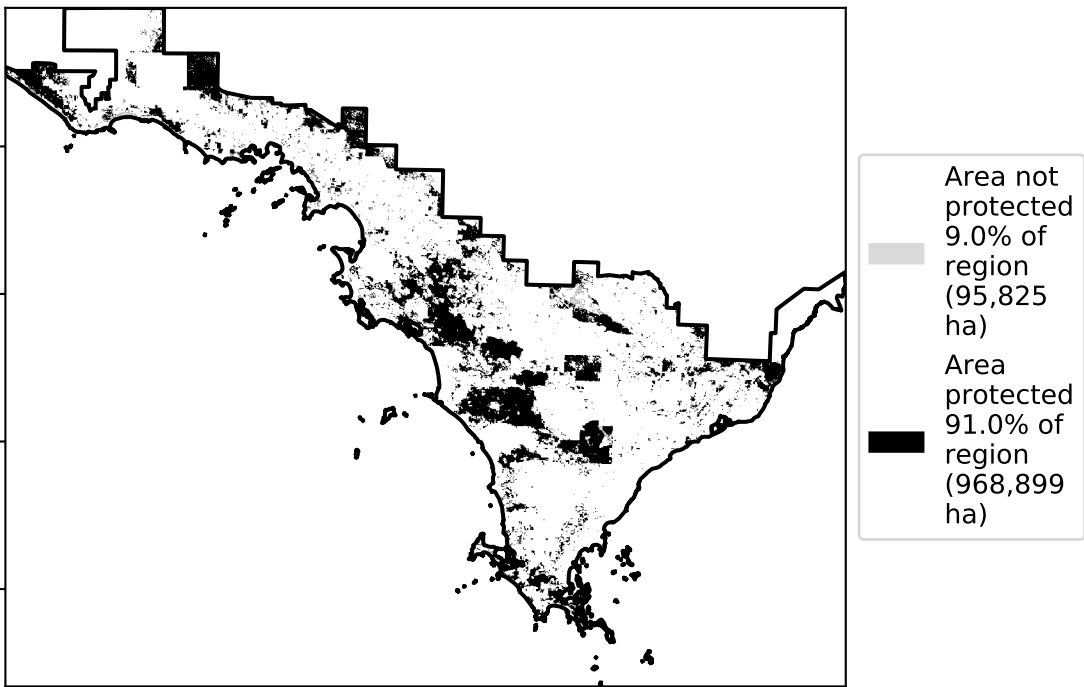 Area not
protected
9.0% of
region
(95,825
ha)
Area
protected
91.0% of
region
(968,899
ha)